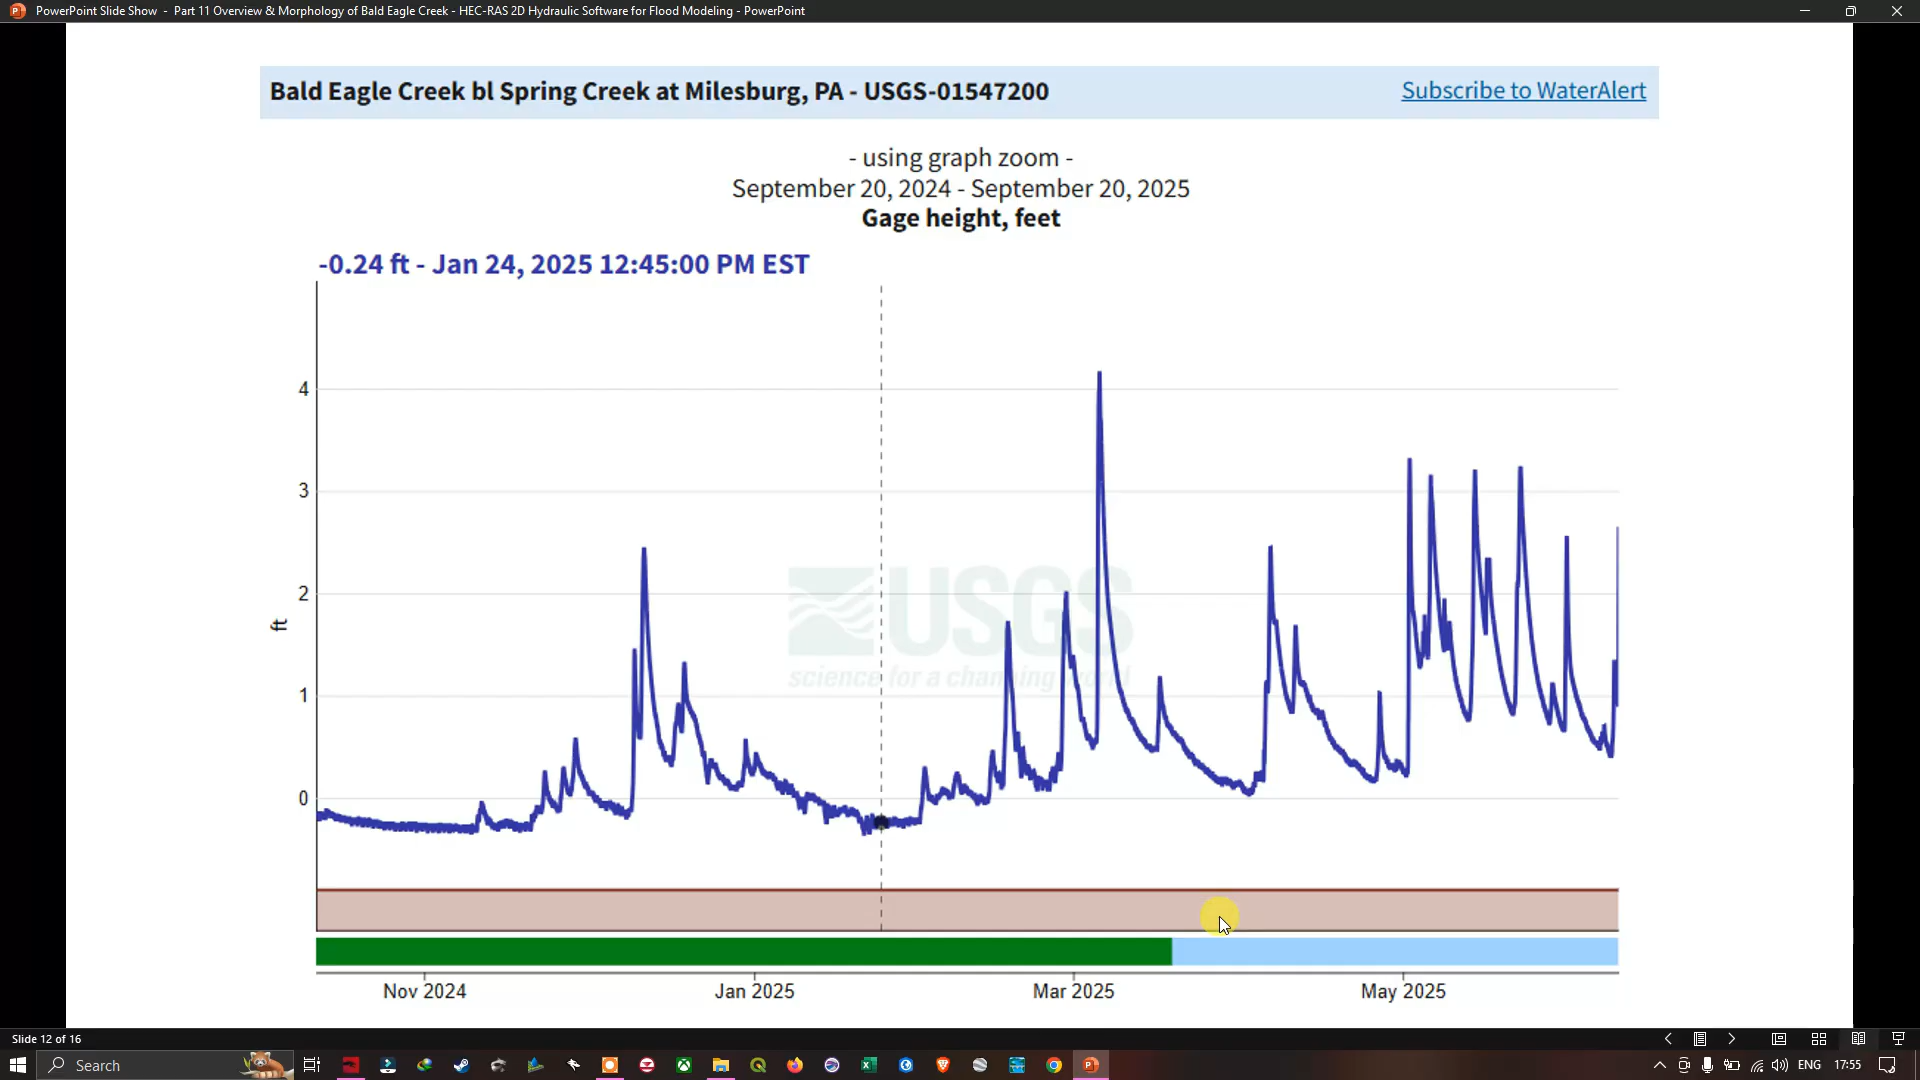 PowerPoint Slide Show - Part 11 Overview & Morphology of Bald Eagle Creek - HEC-RAS 2D Hydraulic Software for Flood Modeling - PowerPoint
Bald Eagle Creek bl Spring Creek at Milesburg, PA - USGS-01547200
Subscribe to WaterAlert
- using graph zoom -
September 20, 2024 - September 20, 2025
Gage height, feet
-0.24 ft - Jan 24, 2025 12:45:00 PM EST
4
3
2
1
0
ft
USGS
science for a changing world
Nov 2024
Jan 2025
Mar 2025
May 2025
Slide 12 of 16
Search
ENG
17:55